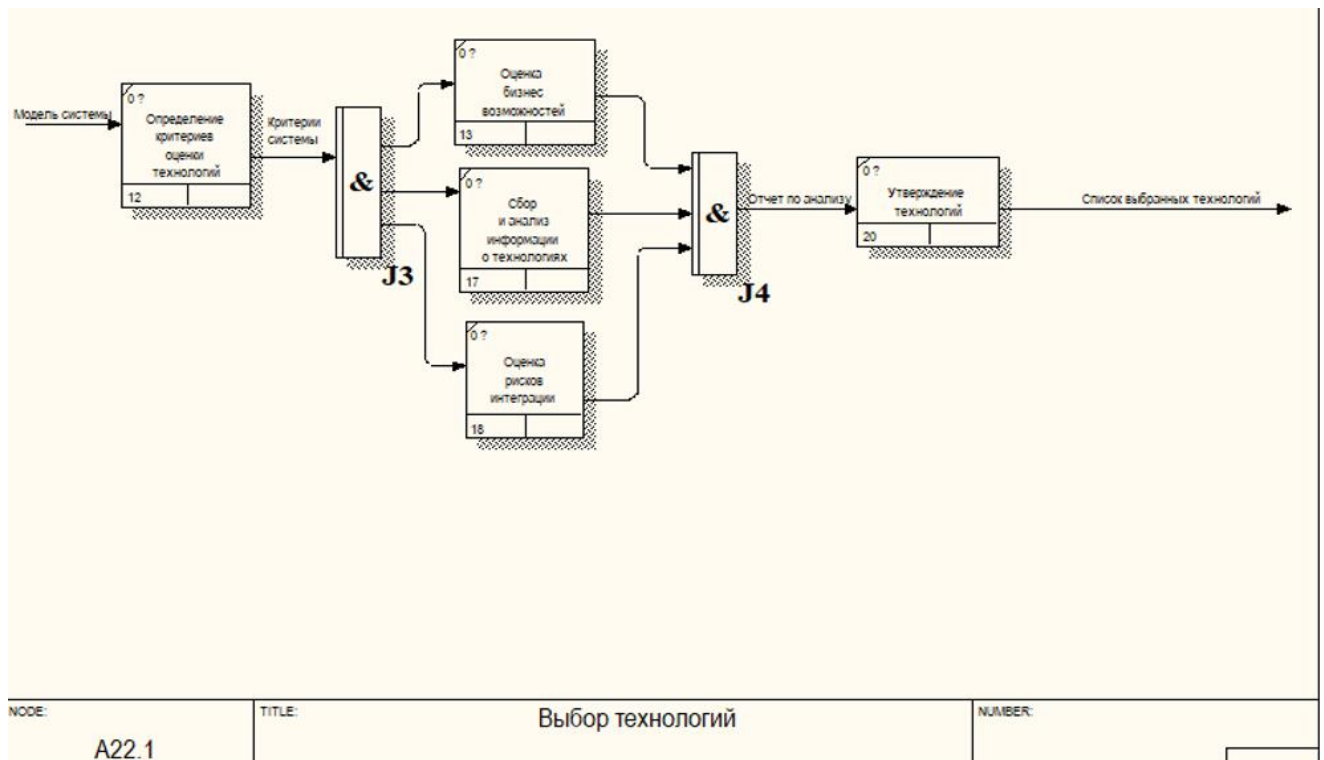 Модель системы
0 ?
Определение
критериев
оценки
технологий
12
Критерии
системы
&
J3
0 ?
Оценка
бизнес
возможностей
13
0 ?
Сбор
и анализ
информации
о технологиях
17
0 ?
Оценка
рисков
интеграции
18
&
J4
Отчет по анализу
0 ?
Утверждение
технологий
20
Список выбранных технологий
NODE:
A22.1
TITLE:
Выбор технологий
NUMBER: